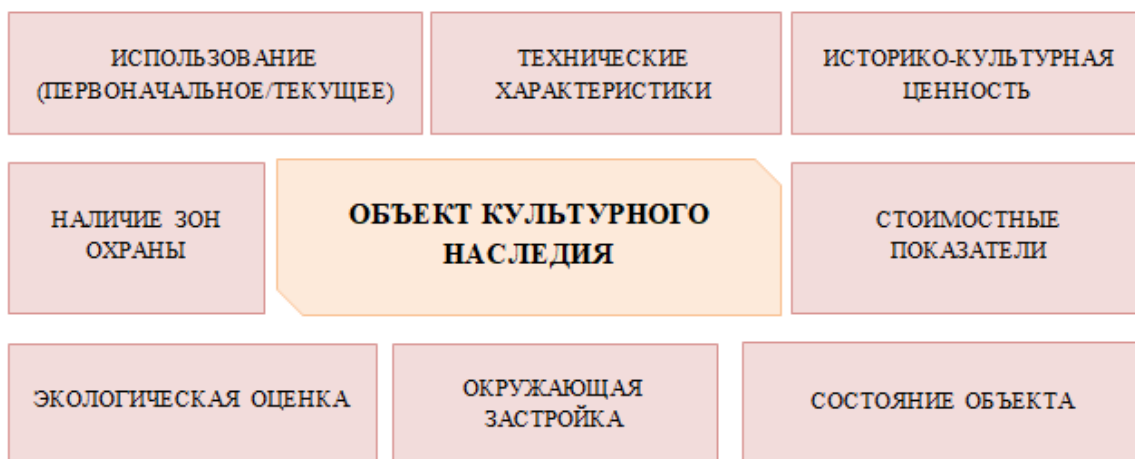 ИСПОЛЬЗОВАНИЕ
(ПЕРВОНАЧАЛЬНОЕ/ТЕКУЩЕЕ)
ТЕХНИЧЕСКИЕ
ХАРАКТЕРИСТИКИ
ИСТОРИКО-КУЛЬТУРНАЯ
ЦЕННОСТЬ
НАЛИЧИЕ ЗОН
ОХРАНЫ
ОБЪЕКТ КУЛЬТУРНОГО
НАСЛЕДИЯ
СТОИМОСТНЫЕ
ПОКАЗАТЕЛИ
ЭКОЛОГИЧЕСКАЯ ОЦЕНКА
ОКРУЖАЮЩАЯ
ЗАСТРОЙКА
СОСТОЯНИЕ ОБЪЕКТА